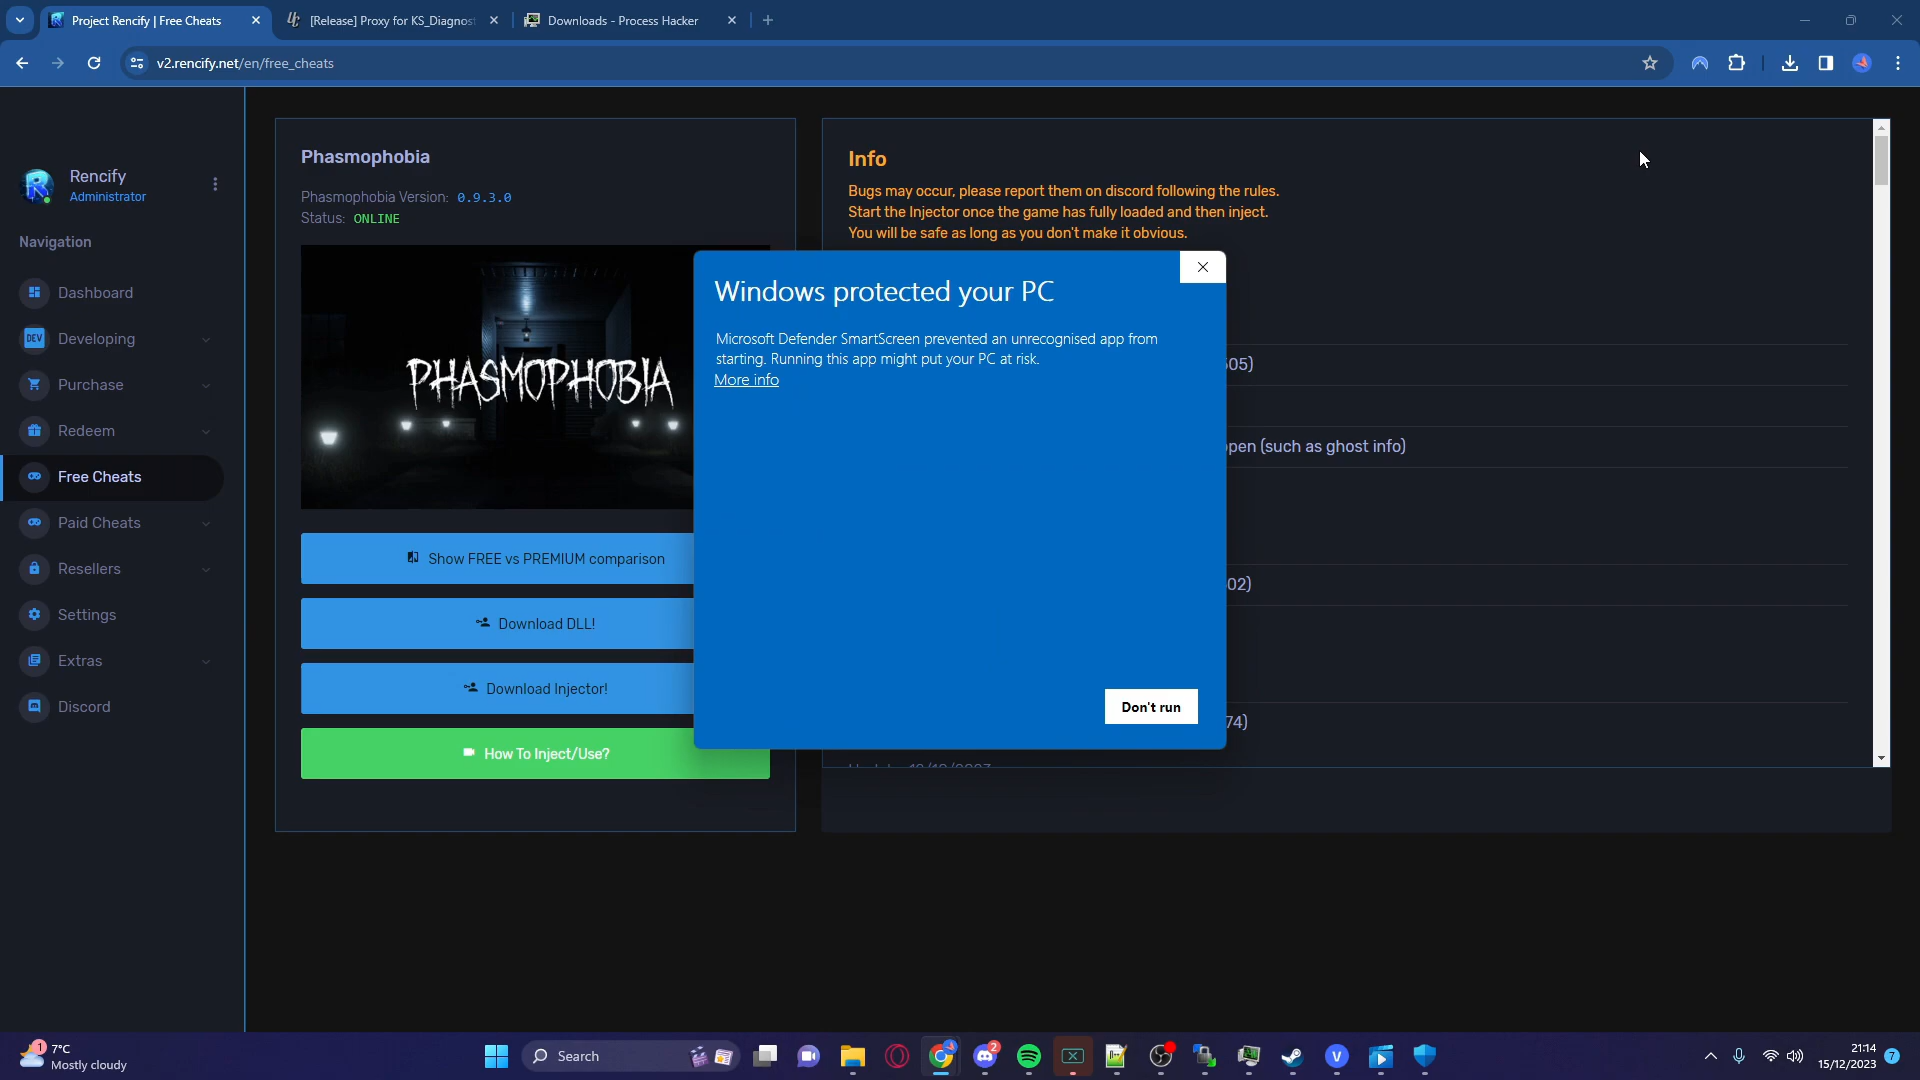 Project Rencify | Free Cheats
[Release] Proxy for KS_Diagnost
Downloads - Process Hacker
v2.rencify.net/en/free_cheats
Rencify
Administrator
Navigation
Dashboard
DEV
Developing
Purchase
Redeem
Free Cheats
Paid Cheats
Resellers
Settings
Extras
Discord
Phasmophobia
Phasmophobia Version: 0.9.3.0
Status: ONLINE
PHASMOPHOBIA
Show FREE vs PREMIUM comparison
Download DLL!
Download Injector!
How To Inject/Use?
Info
Bugs may occur, please report them on discord following the rules.
Start the Injector once the game has fully loaded and then inject.
You will be safe as long as you don't make it obvious.
Windows protected your PC
Microsoft Defender SmartScreen prevented an unrecognised app from
starting. Running this app might put your PC at risk.
More info
Don't run
(such as ghost info)
02)
74)
1
7°C
Mostly cloudy
Search
2
V
21:14
15/12/2023
7